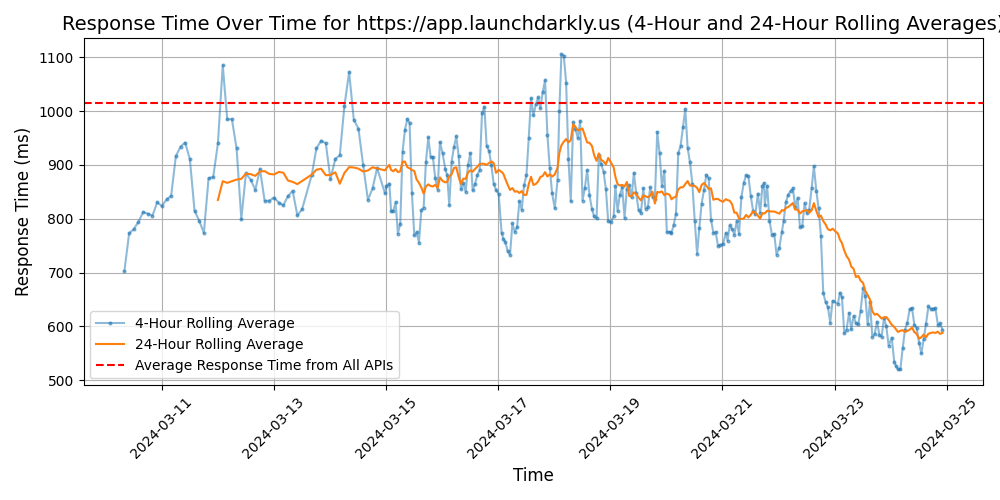 Response Time Over Time for https://app.launchdarkly.us (4-Hour and 24-Hour Rolling Averages)
Response Time (ms)
1100
1000
900
800
700
600
500
4-Hour Rolling Average
24-Hour Rolling Average
Average Response Time from All APIs
2024-03-11
2024-03-13
2024-03-15
2024-03-17
2024-03-19
2024-03-21
2024-03-23
2024-03-25
Time